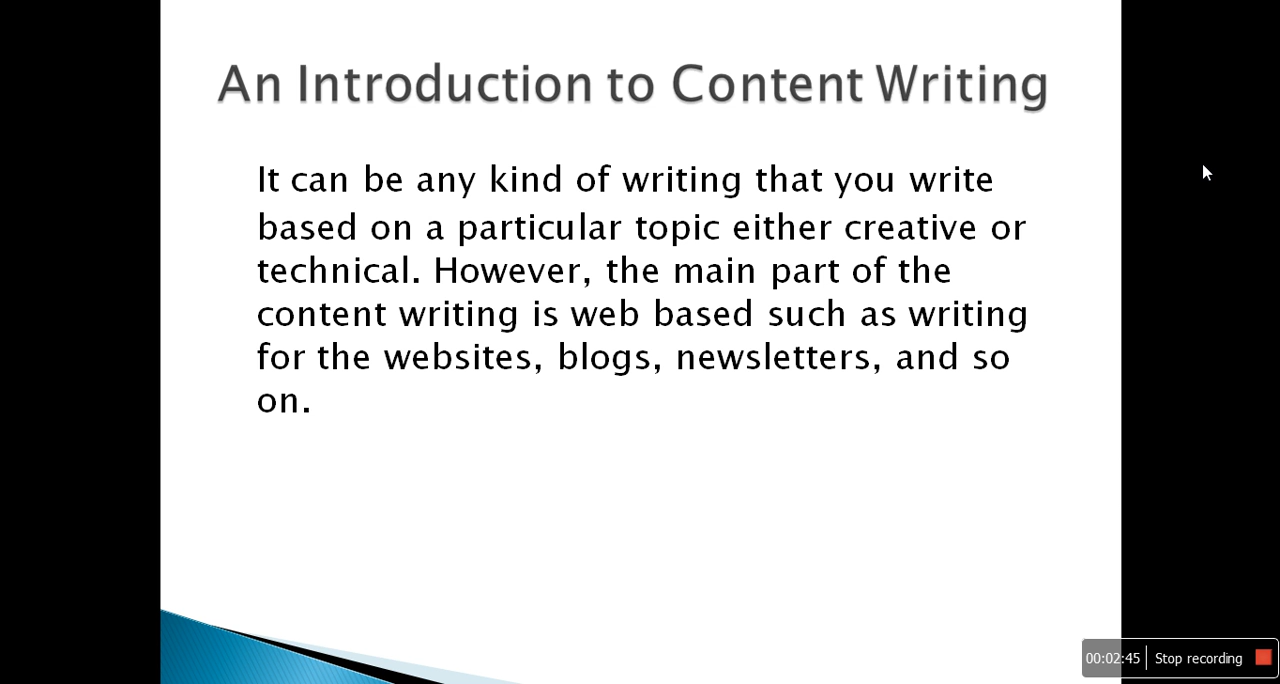 An Introduction to Content Writing
It can be any kind of writing that you write
based on a particular topic either creative or
technical. However, the main part of the
content writing is web based such as writing
for the websites, blogs, newsletters, and so
on.
00:02:45 Stop recording